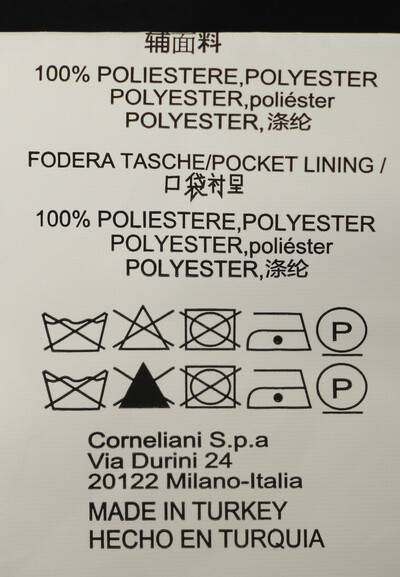 辅面料
100% POLIESTERE,POLYESTER
POLYESTER,poliéster
POLYESTER,涤纶
FODERA TASCHE/POCKET LINING /
口袋衬里
100% POLIESTERE,POLYESTER
POLYESTER,poliéster
POLYESTER,涤纶
P
P
Corneliani S.p.a
Via Durini 24
20122 Milano-Italia
MADE IN TURKEY
HECHO EN TURQUIA